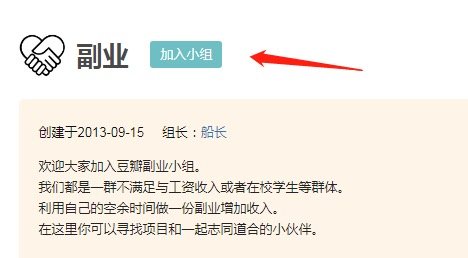 副业 加入小组
创建于2013-09-15 组长：船长
欢迎大家加入豆瓣副业小组。
我们都是一群不满足与工资收入或者在校学生等群体。
利用自己的空余时间做一份副业增加收入。
在这里你可以寻找项目和一起志同道合的小伙伴。